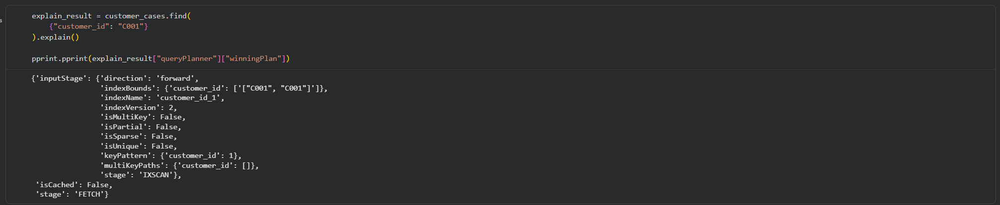 s
explain_result = customer_cases.find(
    {"customer_id": "C001"}
).explain()
pprint.pprint(explain_result["queryPlanner"]["winningPlan"])
{'inputStage': {'direction': 'forward',
                'indexBounds': {'customer_id': ['["C001", "C001"]']},
                'indexName': 'customer_id_1',
                'indexVersion': 2,
                'isMultiKey': False,
                'isPartial': False,
                'isSparse': False,
                'isUnique': False,
                'keyPattern': {'customer_id': 1},
                'multiKeyPaths': {'customer_id': []},
                'stage': 'IXSCAN'},
 'isCached': False,
 'stage': 'FETCH'}